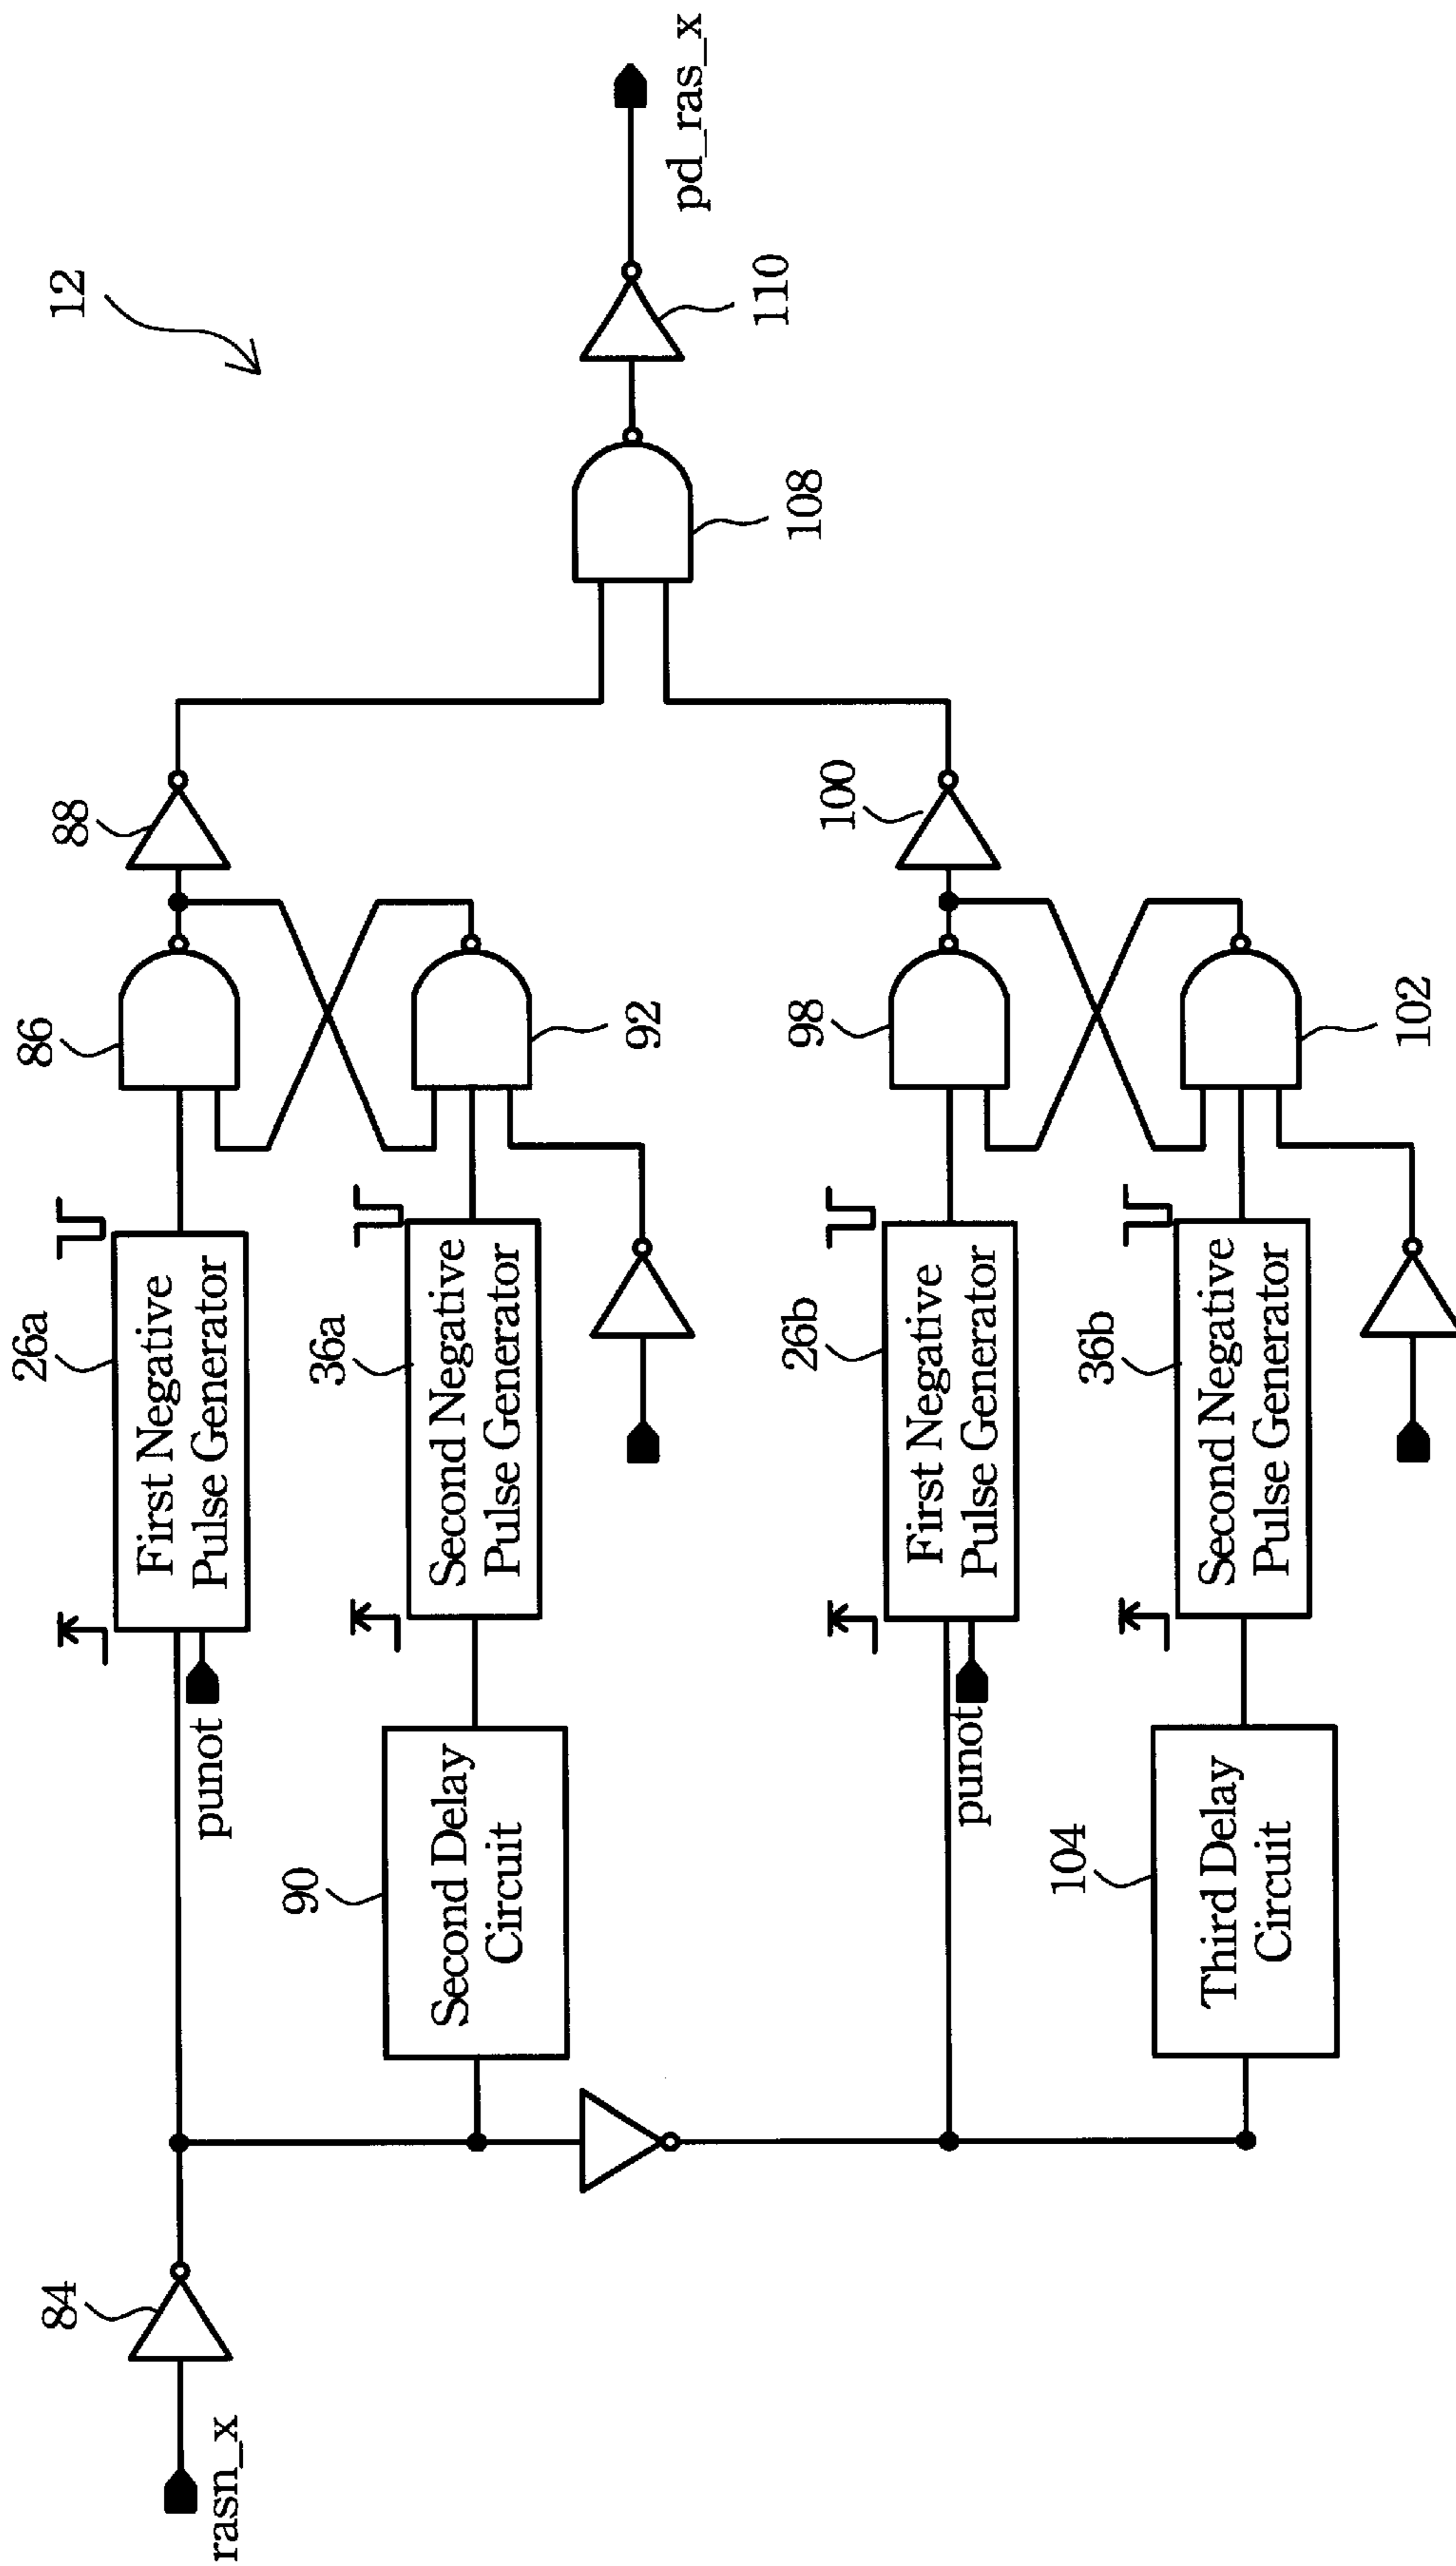 12
84
rasn_x
26a
First Negative
Pulse Generator
punot
86
88
90
Second Delay
Circuit
36a
Second Negative
Pulse Generator
92
108
110
pd_ras_x
26b
First Negative
Pulse Generator
punot
98
100
104
Third Delay
Circuit
36b
Second Negative
Pulse Generator
102